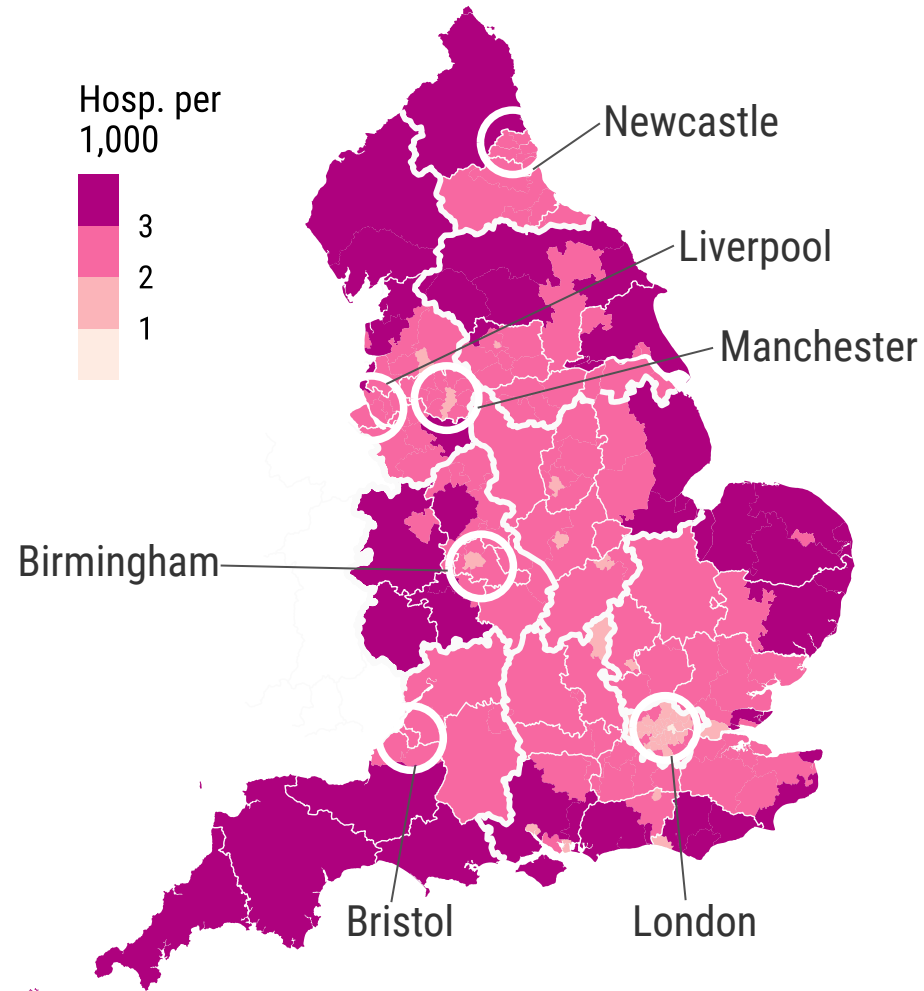 Hosp. per
1,000
3
2
1
Newcastle
Liverpool
Manchester
Birmingham
Bristol
London